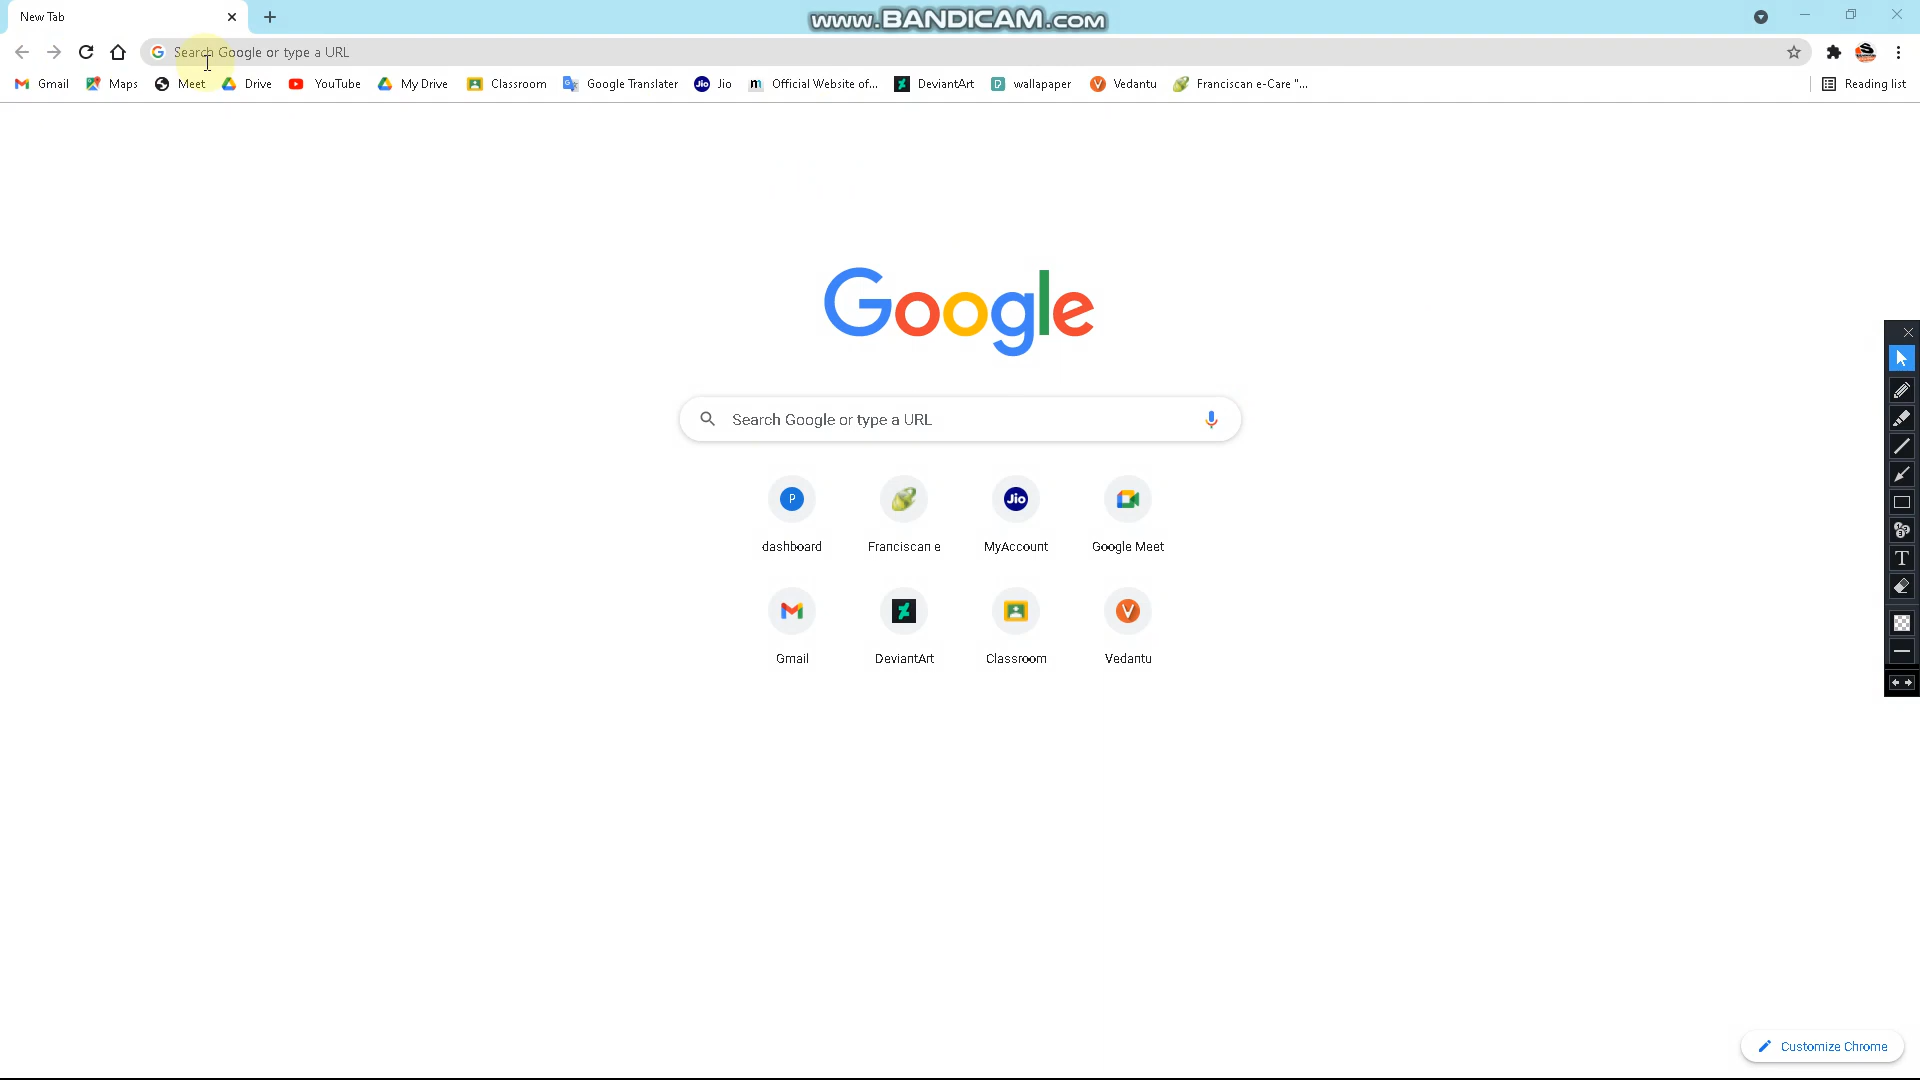 New Tab
www.BANDICAM.COM
Search Google or type a URL
Gmail Maps Meet Drive YouTube My Drive Classroom Google Translater Jio Official Website of... DeviantArt wallapaper Vedantu Franciscan e-Care "... Reading list
Google
Search Google or type a URL
dashboard Franciscan e MyAccount Google Meet
Gmail DeviantArt Classroom Vedantu
Customize Chrome